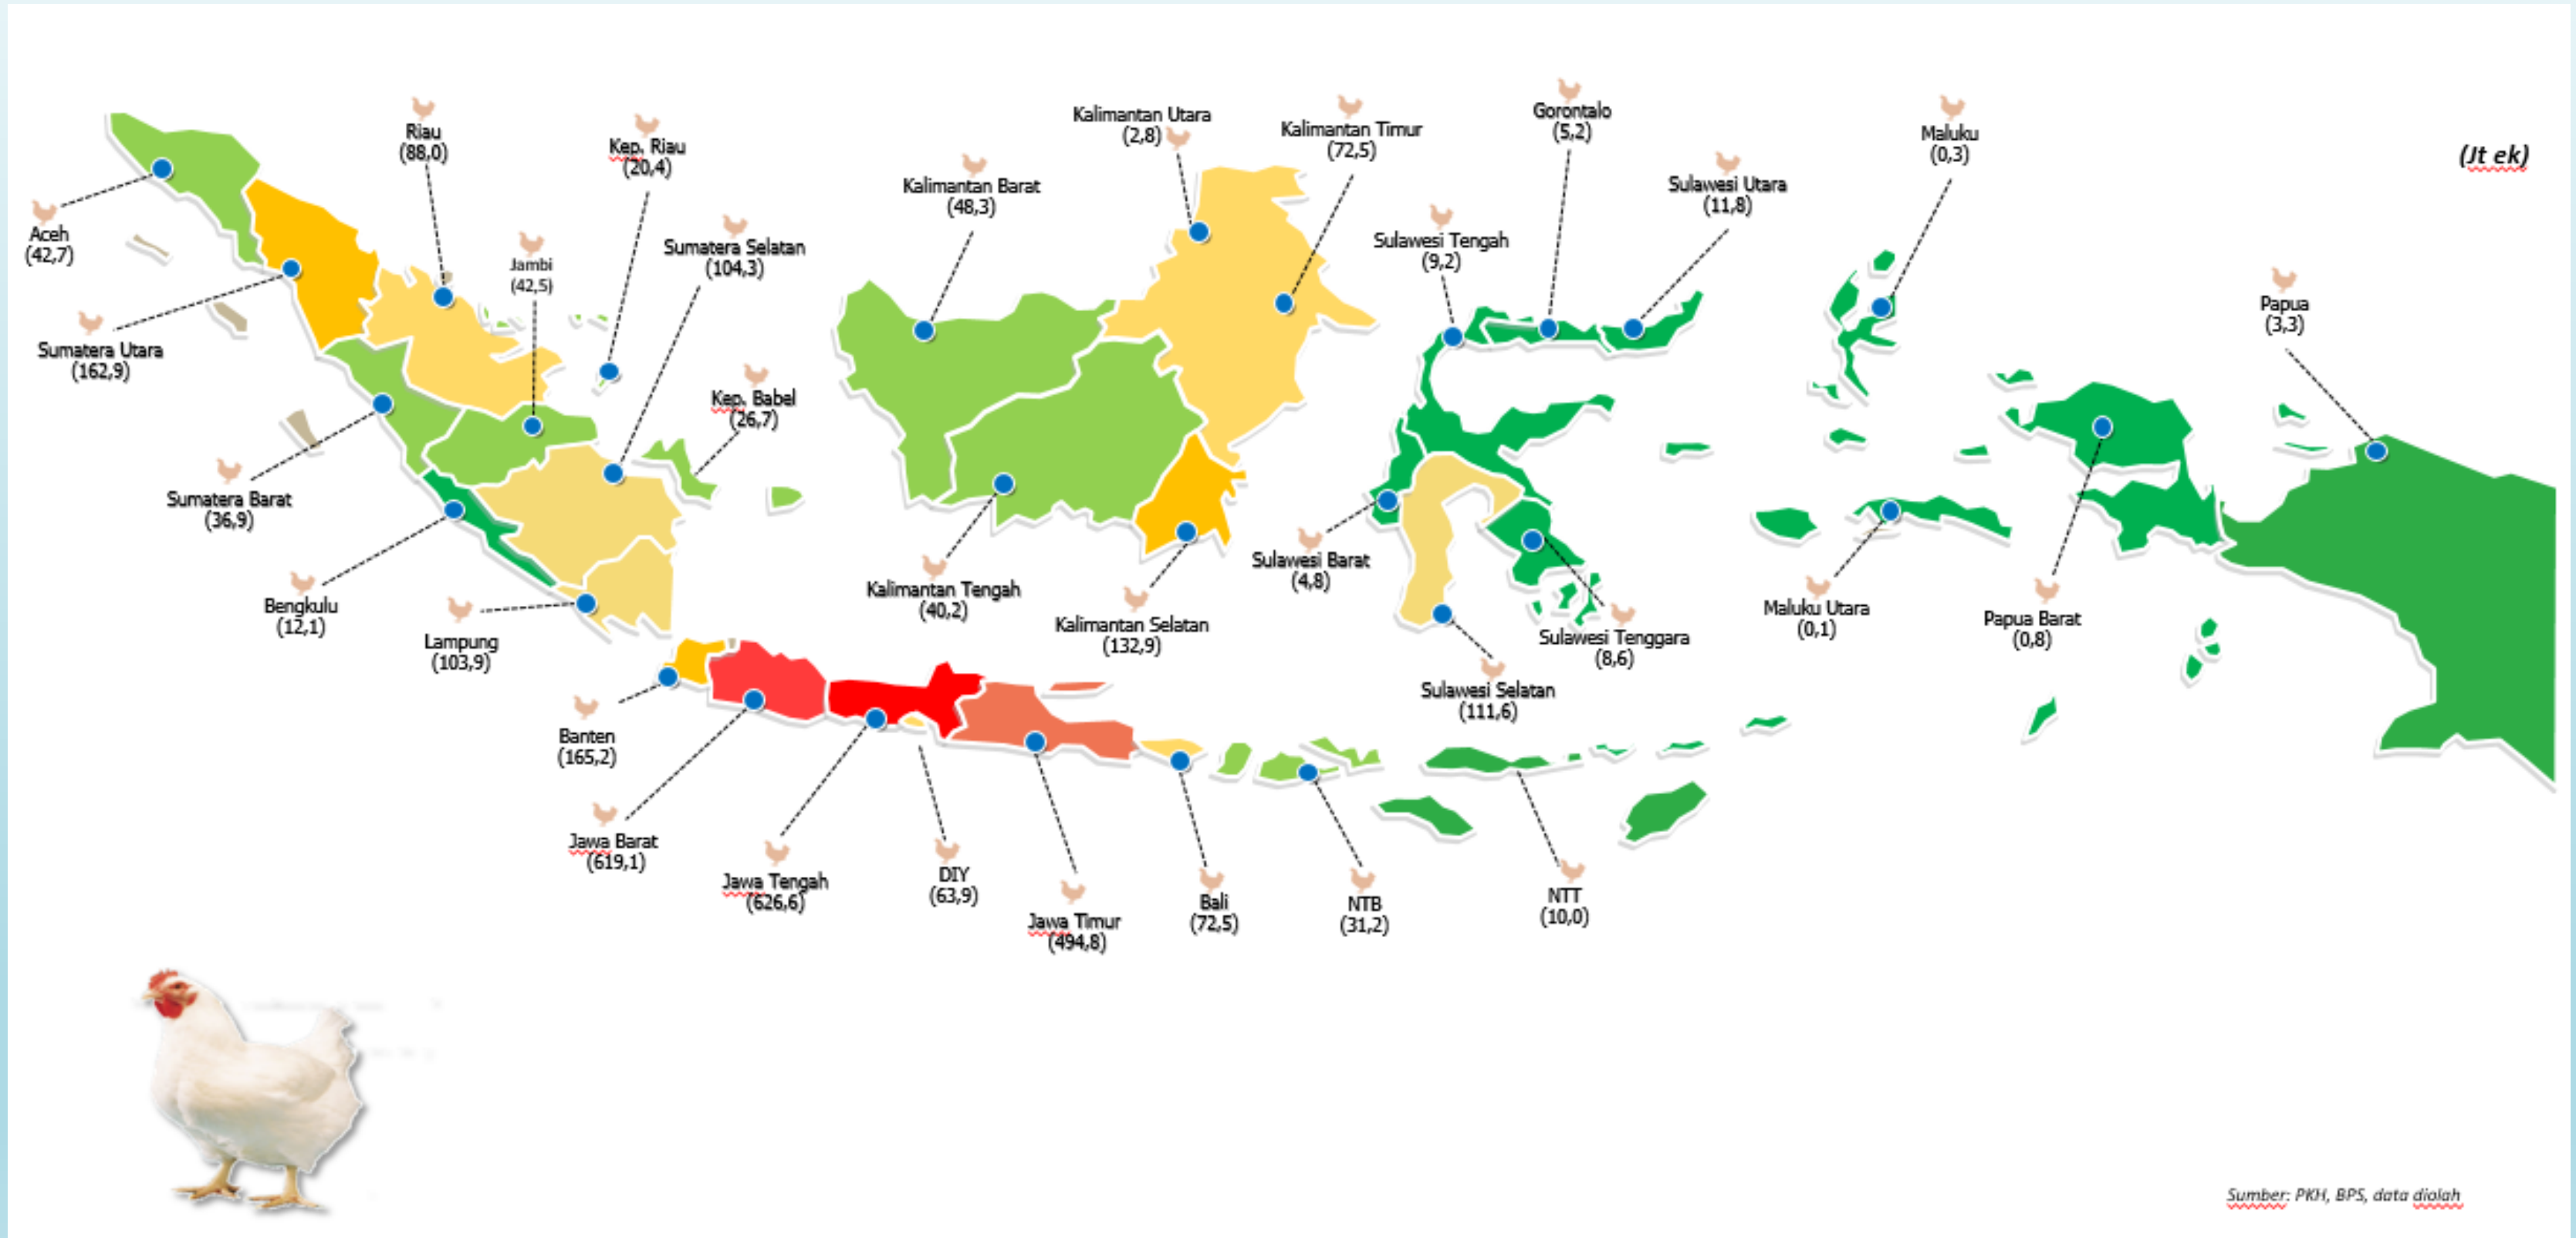 Riau
(88,0)
Kep. Riau
(20,4)
Kalimantan Utara
(2,8)
Kalimantan Timur
(72,5)
Gorontalo
(5,2)
Maluku
(0,3)
(Jt ek)
Kalimantan Barat
(48,3)
Sulawesi Utara
(11,8)
Aceh
(42,7)
Jambi
(42,5)
Sumatera Selatan
(104,3)
Sulawesi Tengah
(9,2)
Papua
(3,3)
Sumatera Utara
(162,9)
Kep. Babel
(26,7)
Sumatera Barat
(36,9)
Bengkulu
(12,1)
Lampung
(103,9)
Kalimantan Tengah
(40,2)
Kalimantan Selatan
(132,9)
Sulawesi Barat
(4,8)
Sulawesi Tenggara
(8,6)
Maluku Utara
(0,1)
Papua Barat
(0,8)
Sulawesi Selatan
(111,6)
Banten
(165,2)
Jawa Barat
(619,1)
Jawa Tengah
(626,6)
DIY
(63,9)
Jawa Timur
(494,8)
Bali
(72,5)
NTB
(31,2)
NTT
(10,0)
Sumber: PKH, BPS, data diolah